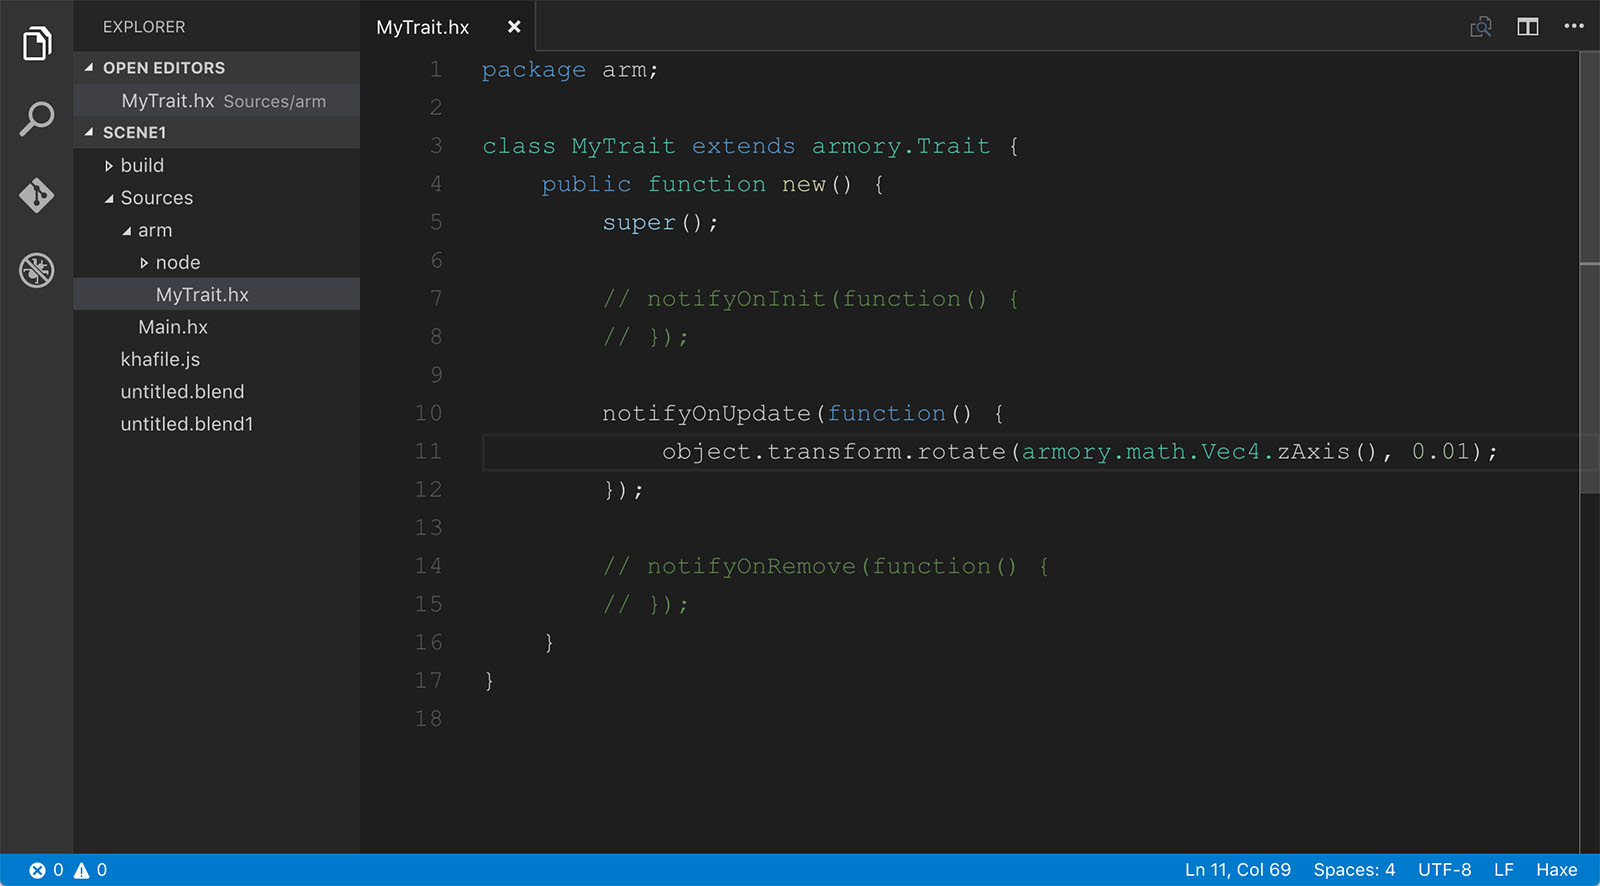 EXPLORER
OPEN EDITORS
MyTrait.hx Sources/arm
SCENE1
build
Sources
arm
node
MyTrait.hx
Main.hx
khafile.js
untitled.blend
untitled.blend1
MyTrait.hx
1 package arm;
2
3 class MyTrait extends armory.Trait {
4     public function new() {
5         super();
6
7         // notifyOnInit(function() {
8         // });
9
10         notifyOnUpdate(function() {
11             object.transform.rotate(armory.math.Vec4.zAxis(), 0.01);
12         });
13
14         // notifyOnRemove(function() {
15         // });
16     }
17 }
18
0 0 Ln 11, Col 69 Spaces: 4 UTF-8 LF Haxe